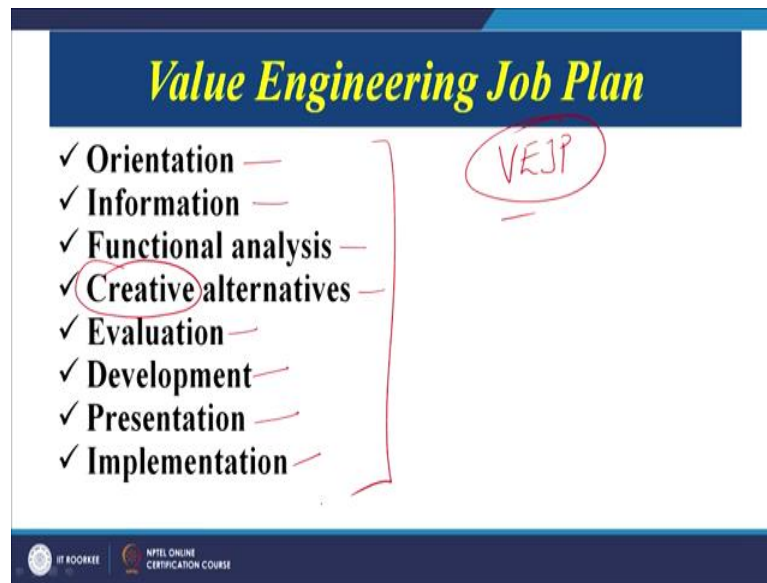 Value Engineering Job Plan
✓ Orientation
✓ Information
✓ Functional analysis
✓ Creative alternatives
✓ Evaluation
✓ Development
✓ Presentation
✓ Implementation
VEJP
IIT ROORKEE
NPTEL ONLINE
CERTIFICATION COURSE